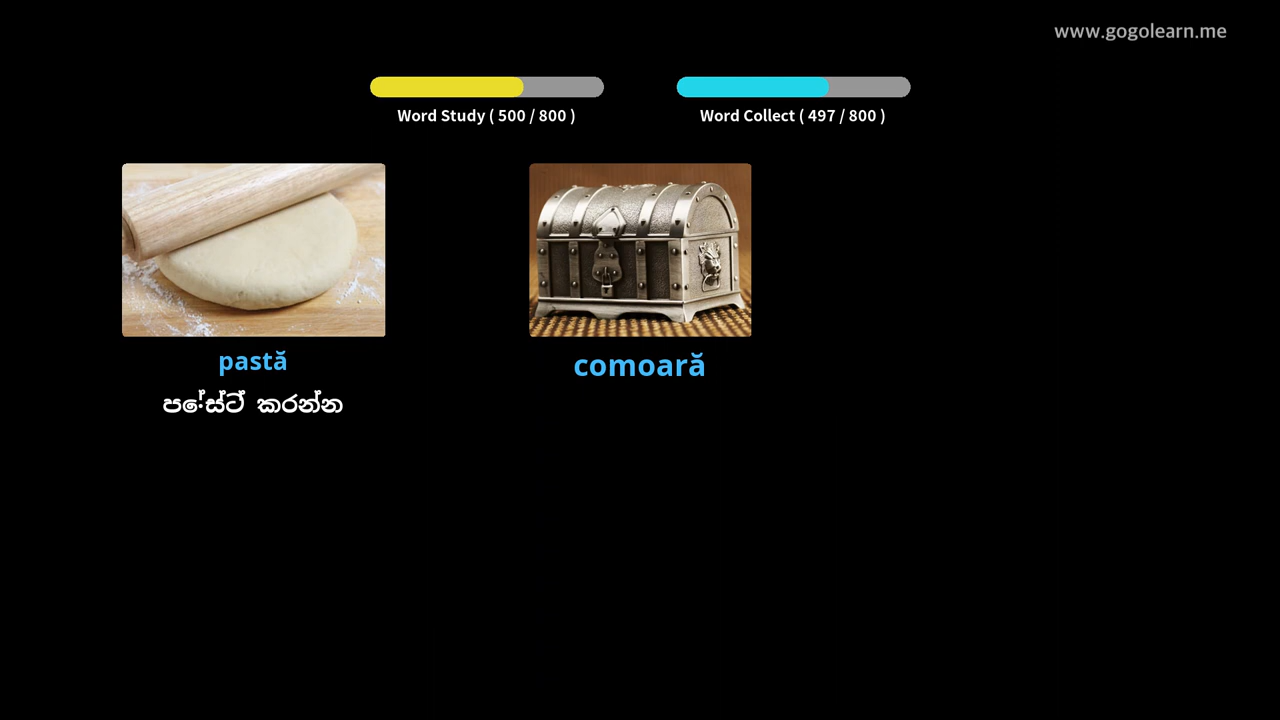 www.gogolearn.me
Word Study ( 500 / 800 )
Word Collect ( 497 / 800 )
pastă
පේස්ට් කරන්න
comoară